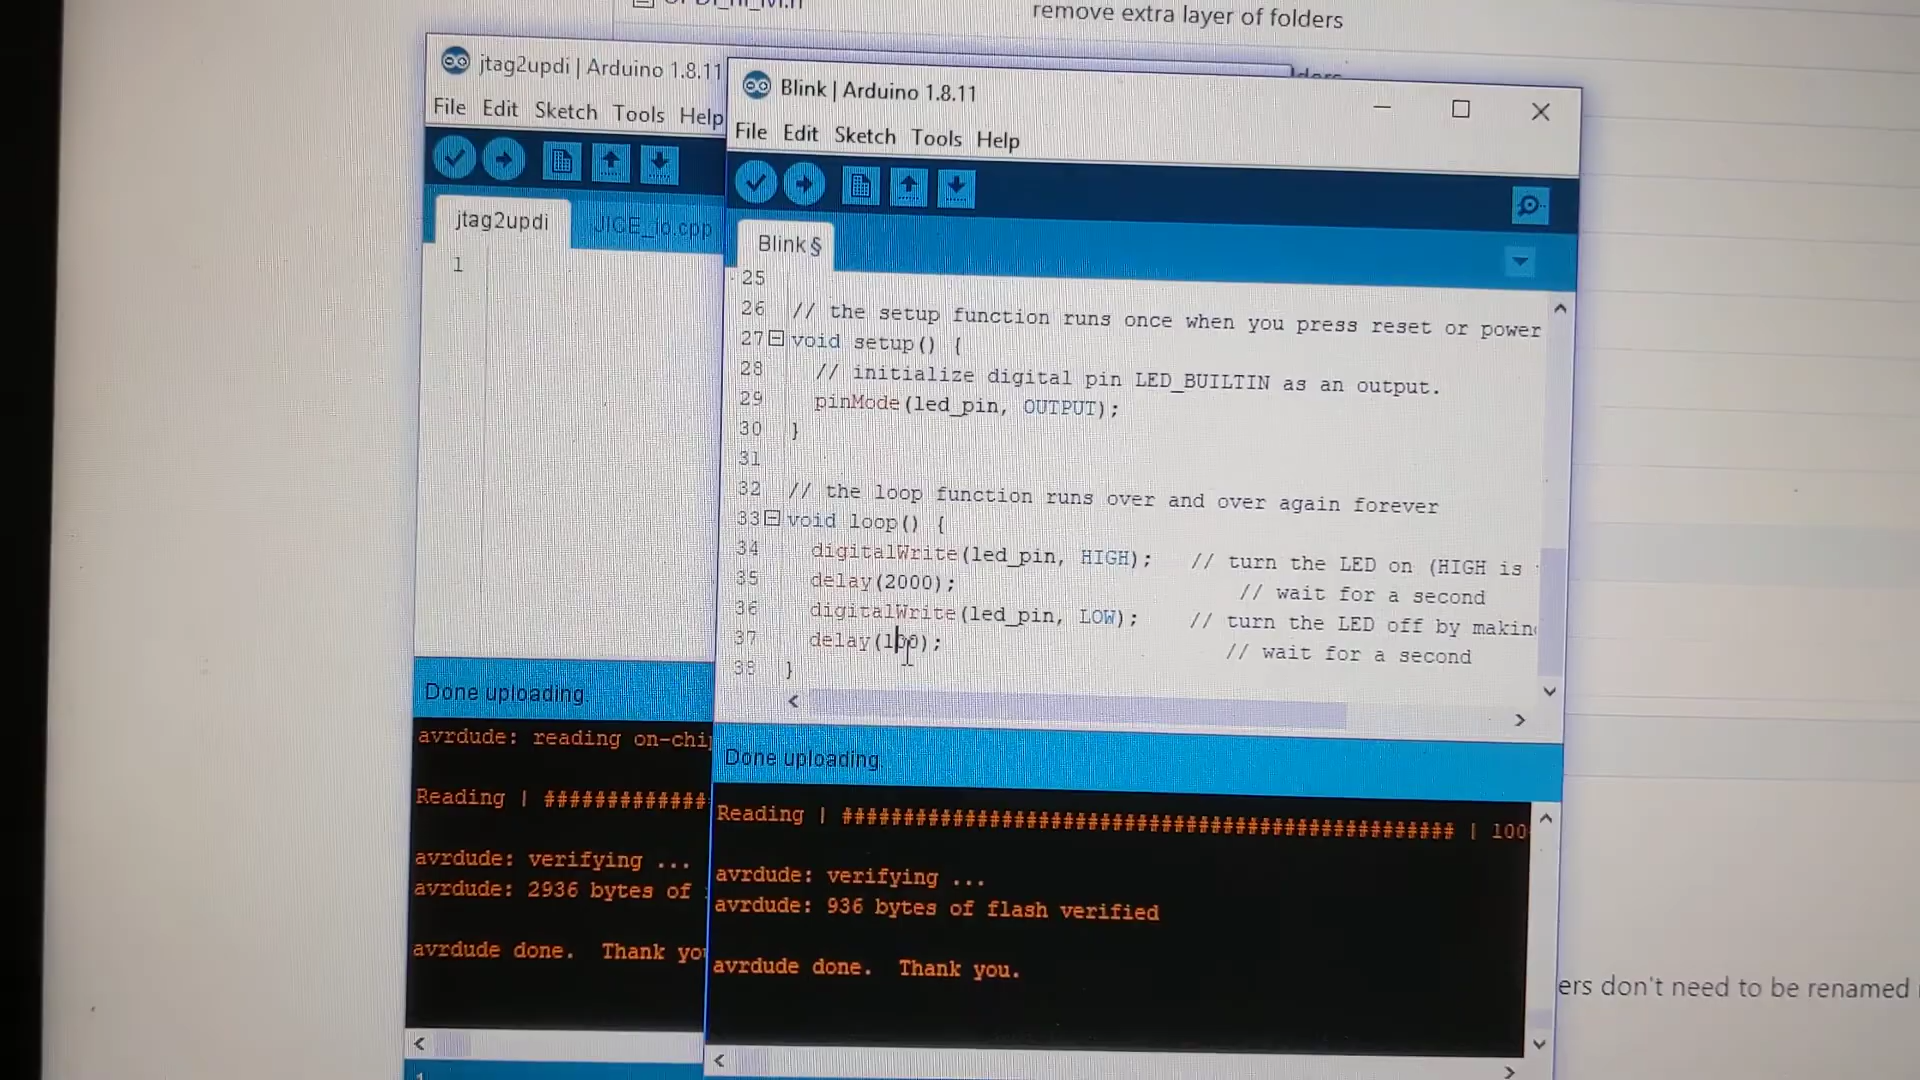 remove extra layer of folders
jtag2updi | Arduino 1.8.11
File Edit Sketch Tools Help
jtag2updi JICE_io.cpp
1
Done uploading.
avrdude: reading on-chi
Reading | #############
avrdude: verifying ...
avrdude: 2936 bytes of
avrdude done. Thank yo
Blink | Arduino 1.8.11
File Edit Sketch Tools Help
Blink §
25
26 // the setup function runs once when you press reset or power
27 void setup() {
28 // initialize digital pin LED_BUILTIN as an output.
29 pinMode(led_pin, OUTPUT);
30 }
31
32 // the loop function runs over and over again forever
33 void loop() {
34 digitalWrite(led_pin, HIGH); // turn the LED on (HIGH is
35 delay(2000); // wait for a second
36 digitalWrite(led_pin, LOW); // turn the LED off by making
37 delay(100); // wait for a second
38 }
Done uploading.
Reading | ################################################## | 100
avrdude: verifying ...
avrdude: 936 bytes of flash verified
avrdude done. Thank you.
ers don't need to be renamed